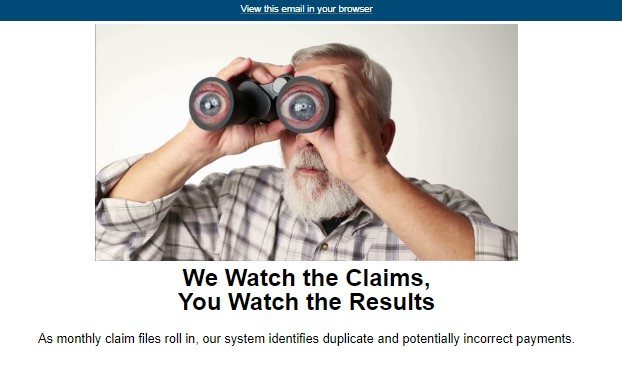 View this email in your browser
We Watch the Claims,
You Watch the Results
As monthly claim files roll in, our system identifies duplicate and potentially incorrect payments.